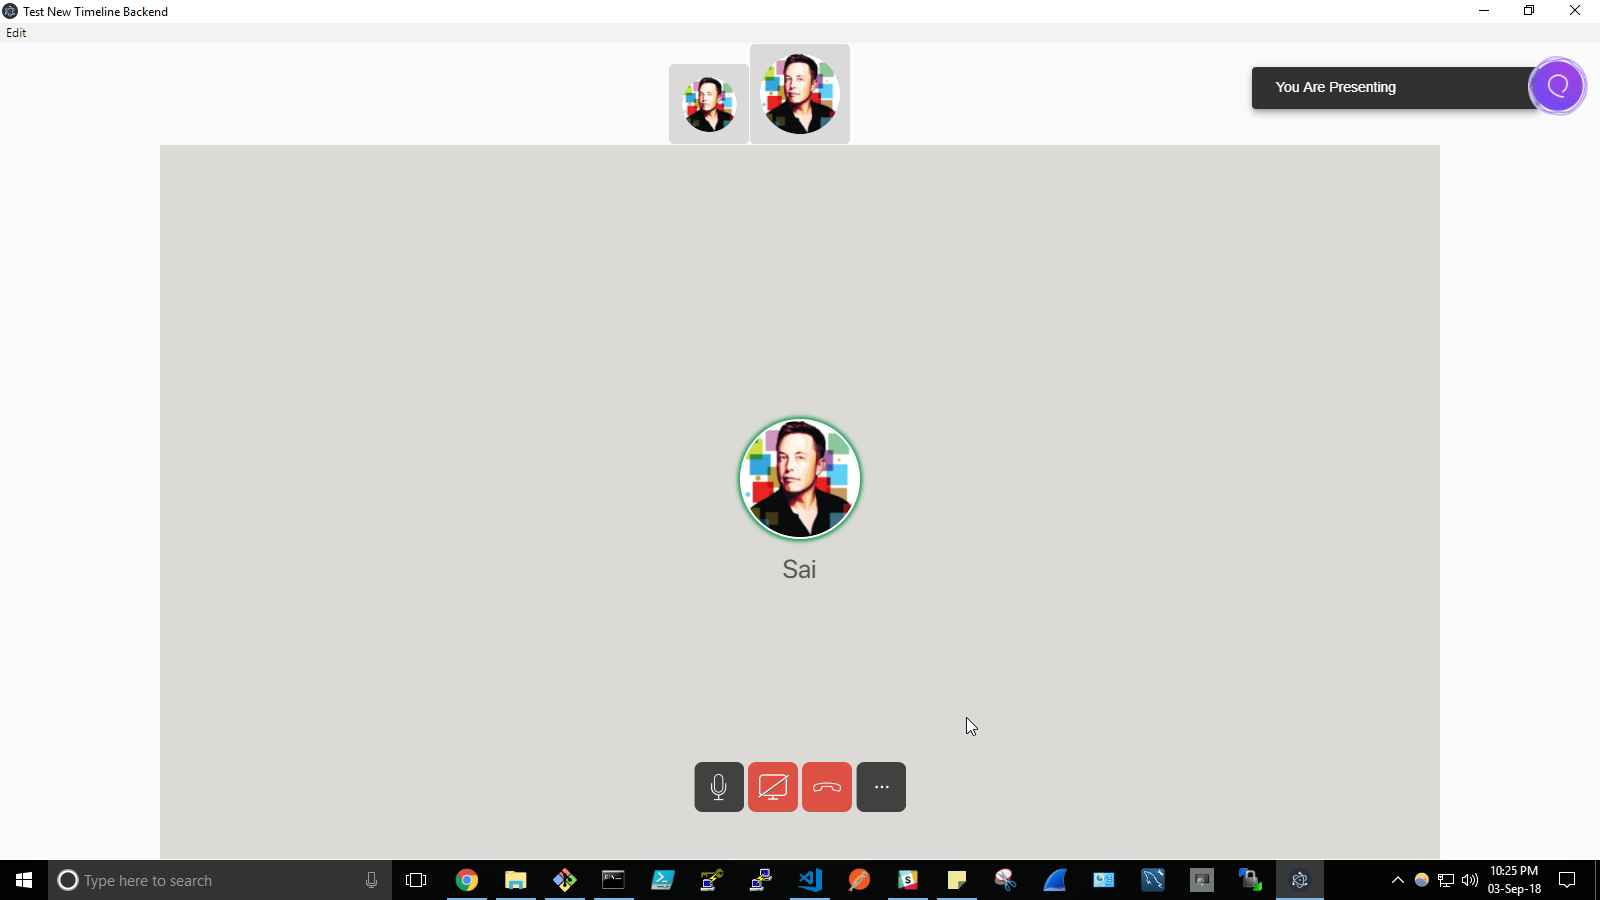 Test New Timeline Backend
Edit
You Are Presenting
Sai
Type here to search
10:25 PM
03-Sep-18